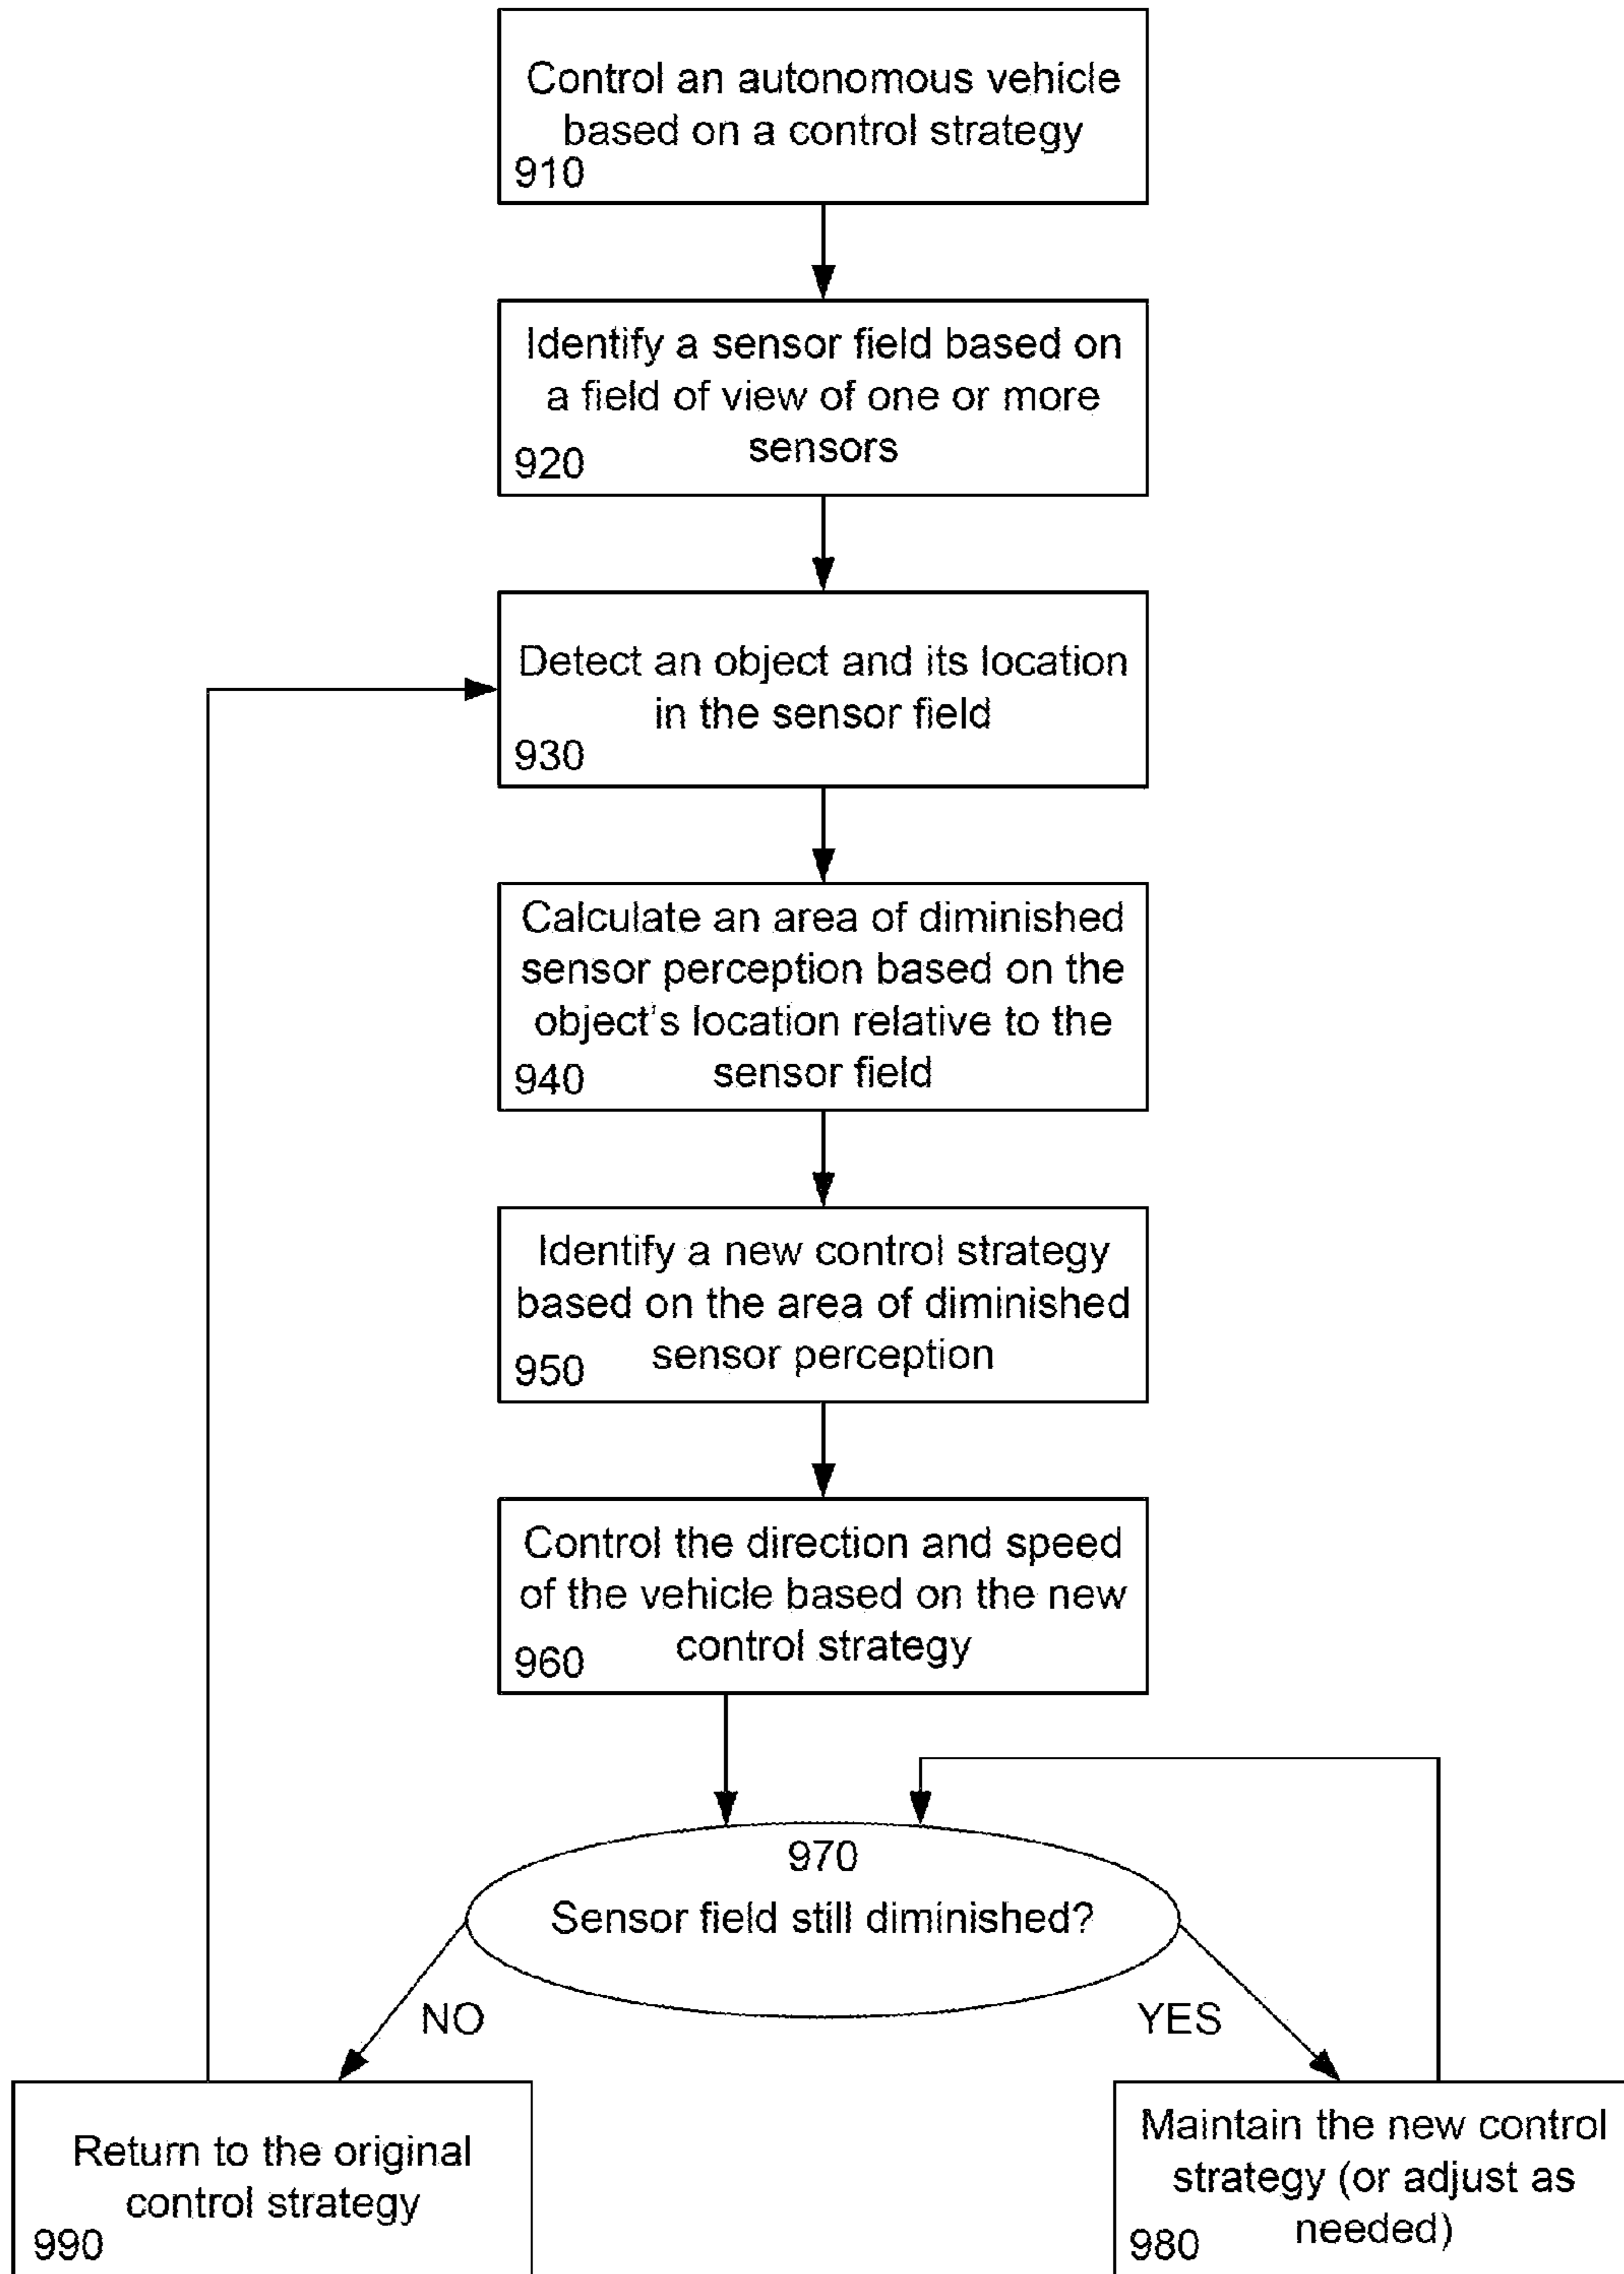 Control an autonomous vehicle
based on a control strategy
910
Identify a sensor field based on
a field of view of one or more
sensors
920
Detect an object and its location
in the sensor field
930
Calculate an area of diminished
sensor perception based on the
object's location relative to the
sensor field
940
Identify a new control strategy
based on the area of diminished
sensor perception
950
Control the direction and speed
of the vehicle based on the new
control strategy
960
970
Sensor field still diminished?
NO
YES
Return to the original
control strategy
990
Maintain the new control
strategy (or adjust as
needed)
980